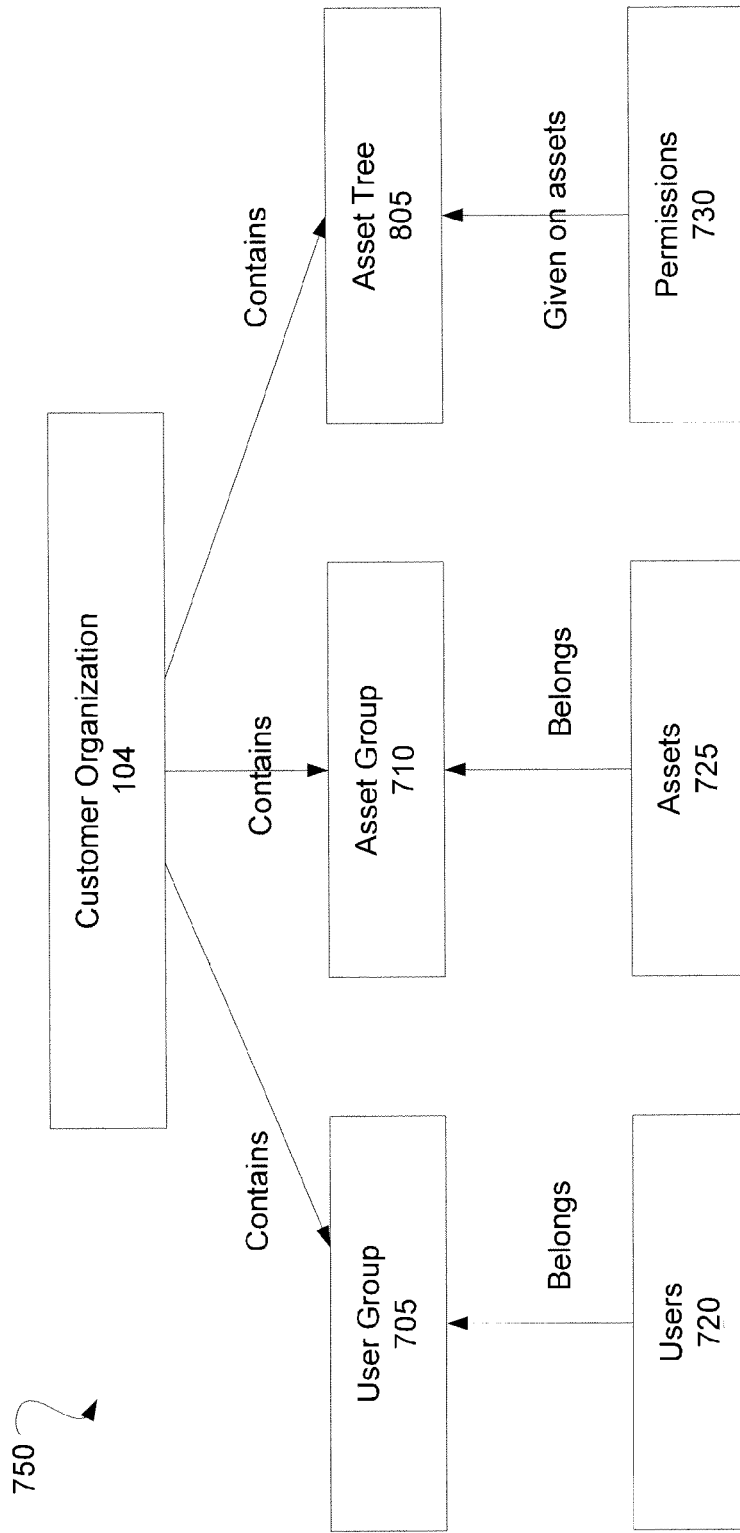 750
Customer Organization
104
Contains
Contains
Contains
User Group
705
Asset Group
710
Asset Tree
805
Belongs
Belongs
Given on assets
Users
720
Assets
725
Permissions
730